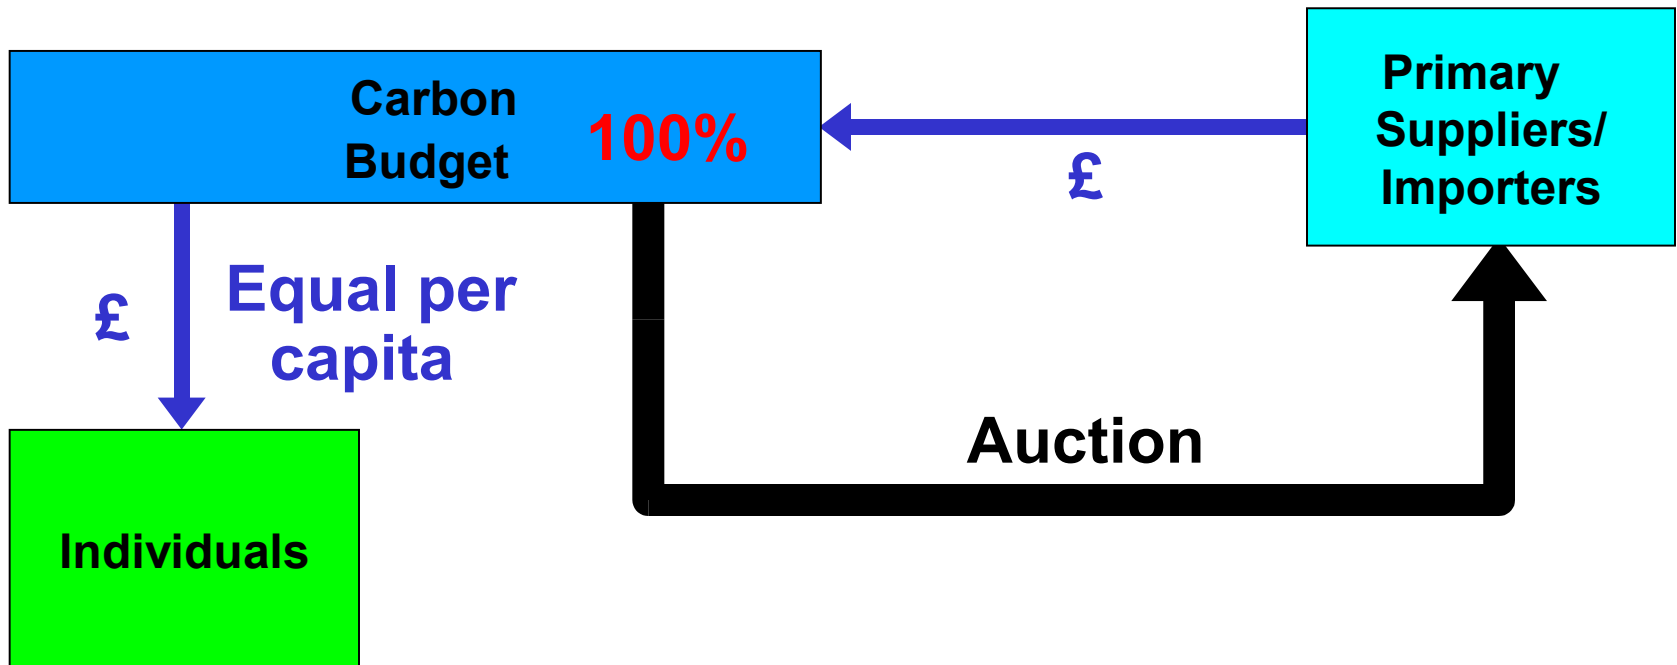 Carbon
Budget
100%
£
Primary
Suppliers/
Importers
£
Equal per
capita
Auction
Individuals